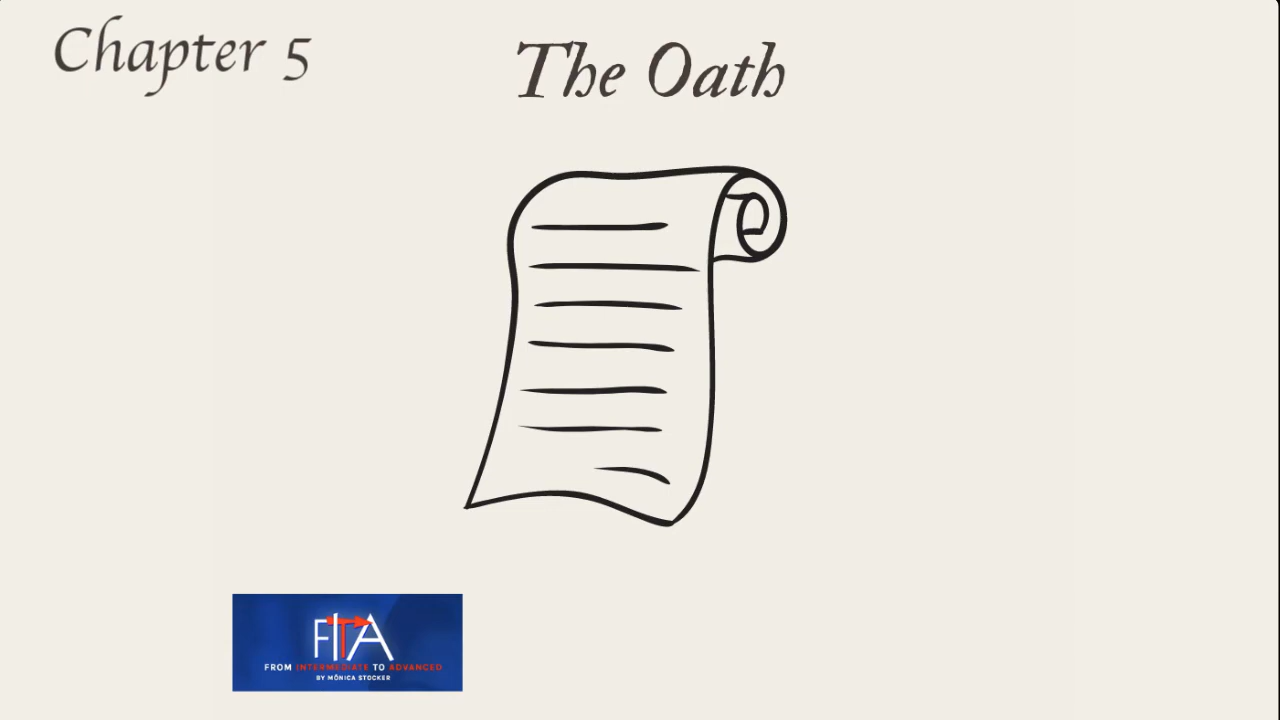 Chapter 5
The Oath
FITA
FROM INTERMEDIATE TO ADVANCED
BY MÔNICA STOCKER